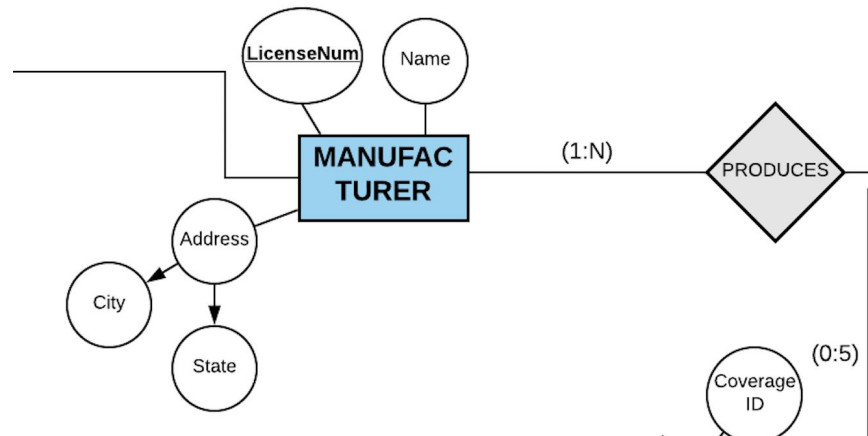 LicenseNum
Name
MANUFAC
TURER
(1:N)
PRODUCES
Address
City
State
(0:5)
Coverage
ID